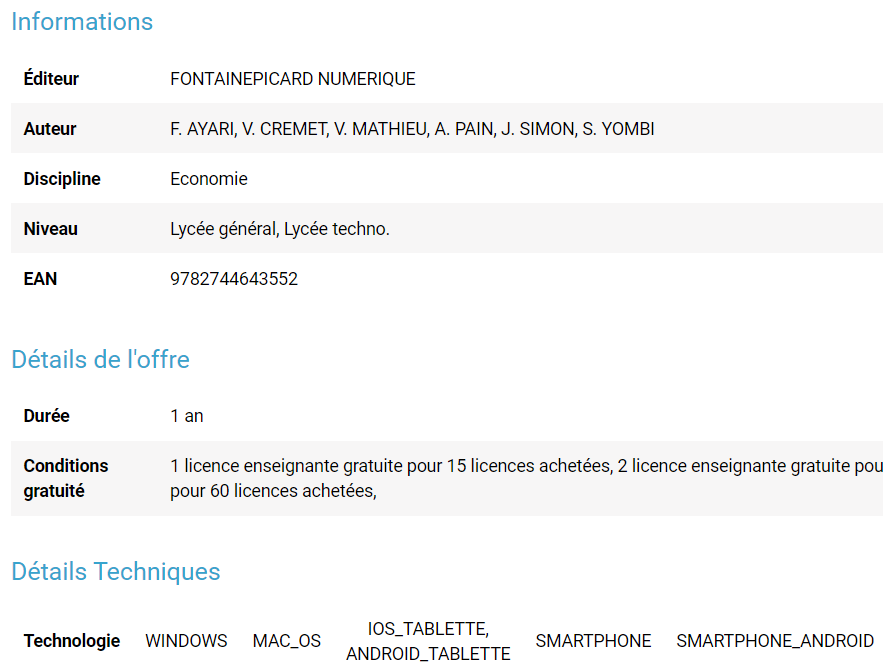 Informations
Éditeur FONTAINEPICARD NUMERIQUE
Auteur F. AYARI, V. CREMET, V. MATHIEU, A. PAIN, J. SIMON, S. YOMBI
Discipline Economie
Niveau Lycée général, Lycée techno.
EAN 9782744643552
Détails de l'offre
Durée 1 an
Conditions 1 licence enseignante gratuite pour 15 licences achetées, 2 licence enseignante gratuite pou
gratuité pour 60 licences achetées,
Détails Techniques
Technologie WINDOWS MAC_OS IOS_TABLETTE, SMARTPHONE SMARTPHONE_ANDROID
ANDROID_TABLETTE